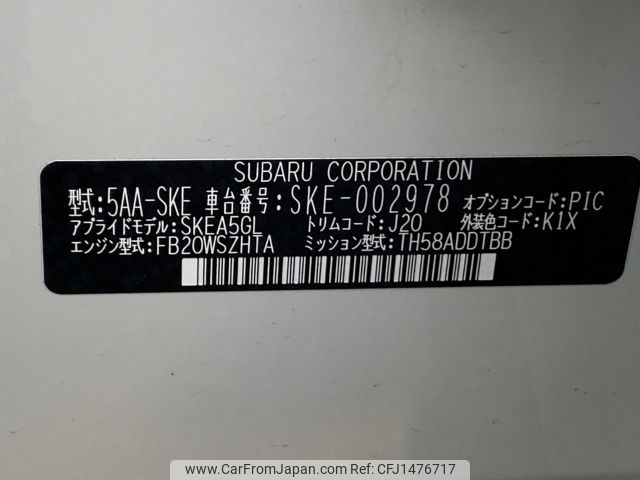 SUBARU CORPORATION
型式:5AA-SKE 車台番号:SKE-002978 オプションコード:PIC
アプライドモデル:SKEA5GL トリムコード:J20 外装色コード:K1X
エンジン型式:FB20WSZHTA ミッション型式:TH58ADDTBB
www.CarFromJapan.com | © Car From Japan - CFJ1476717